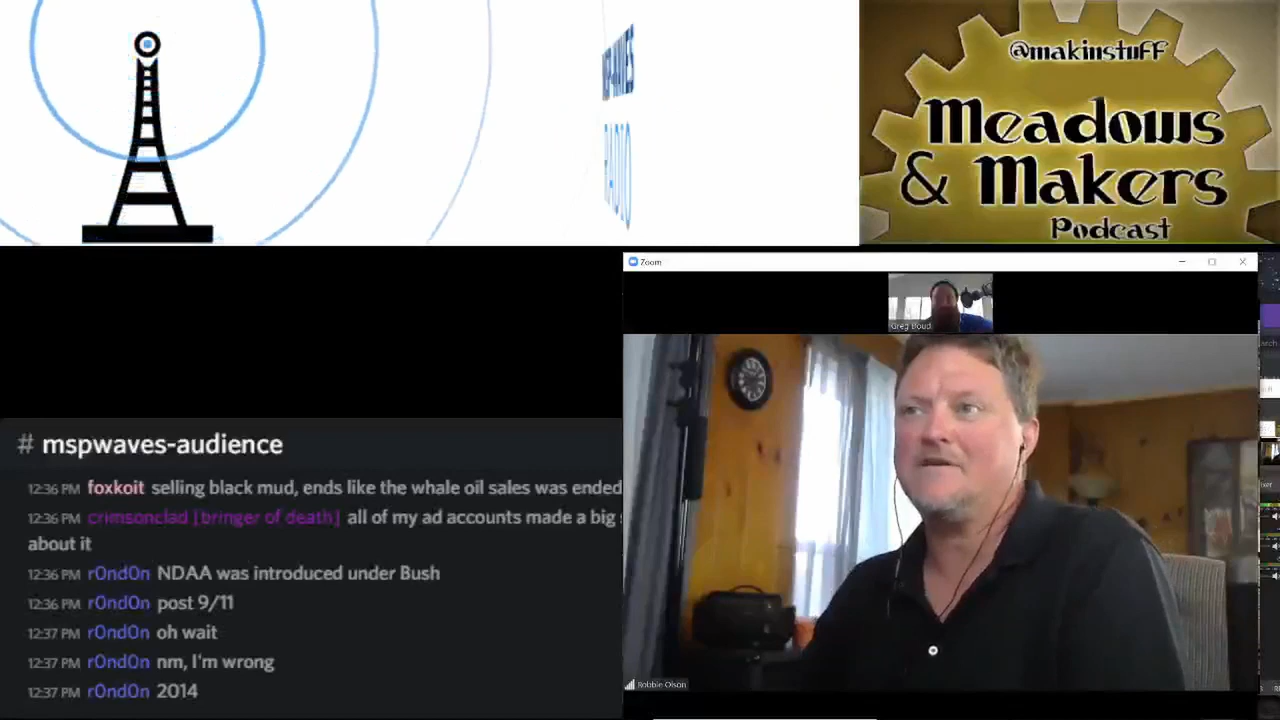 MSPWAVES
RADIO
@makinstuff
Meadows
& Makers
Podcast
Zoom
Greg Boud
# mspwaves-audience
12:36 PM foxkoit selling black mud, ends like the whale oil sales was ended
12:36 PM crimsonclad [bringer of death] all of my ad accounts made a big
about it
12:36 PM r0nd0n NDAA was introduced under Bush
12:36 PM r0nd0n post 9/11
12:37 PM r0nd0n oh wait
12:37 PM r0nd0n nm, I'm wrong
12:37 PM r0nd0n 2014
Robbie Olson